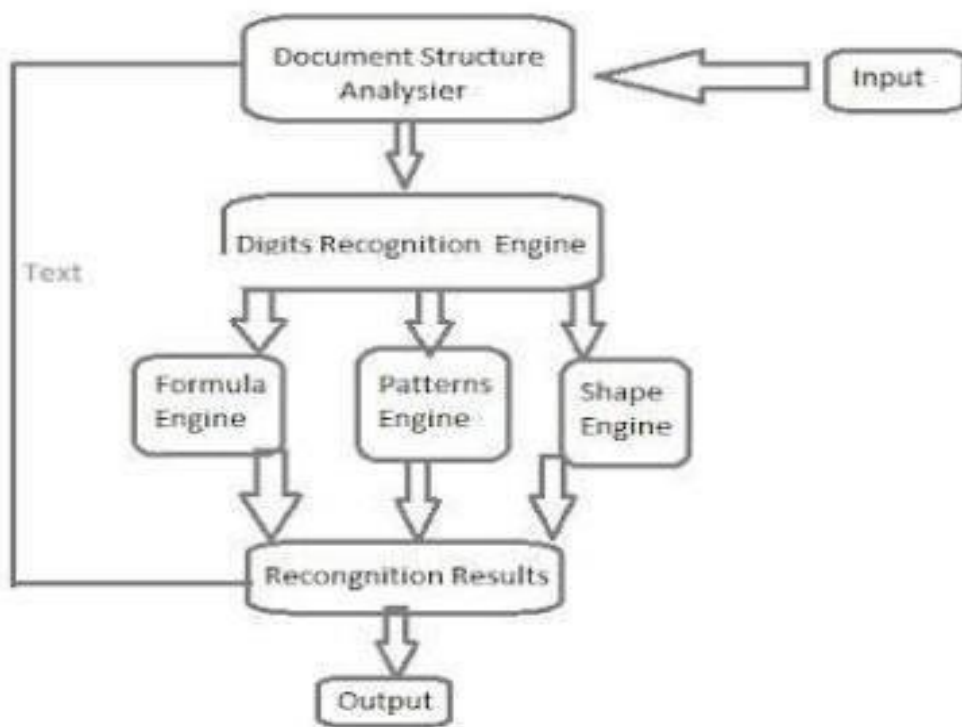 Document Structure
Analysier
Input
Digits Recognition Engine
Text
Formula
Engine
Patterns
Engine
Shape
Engine
Recongnition Results
Output